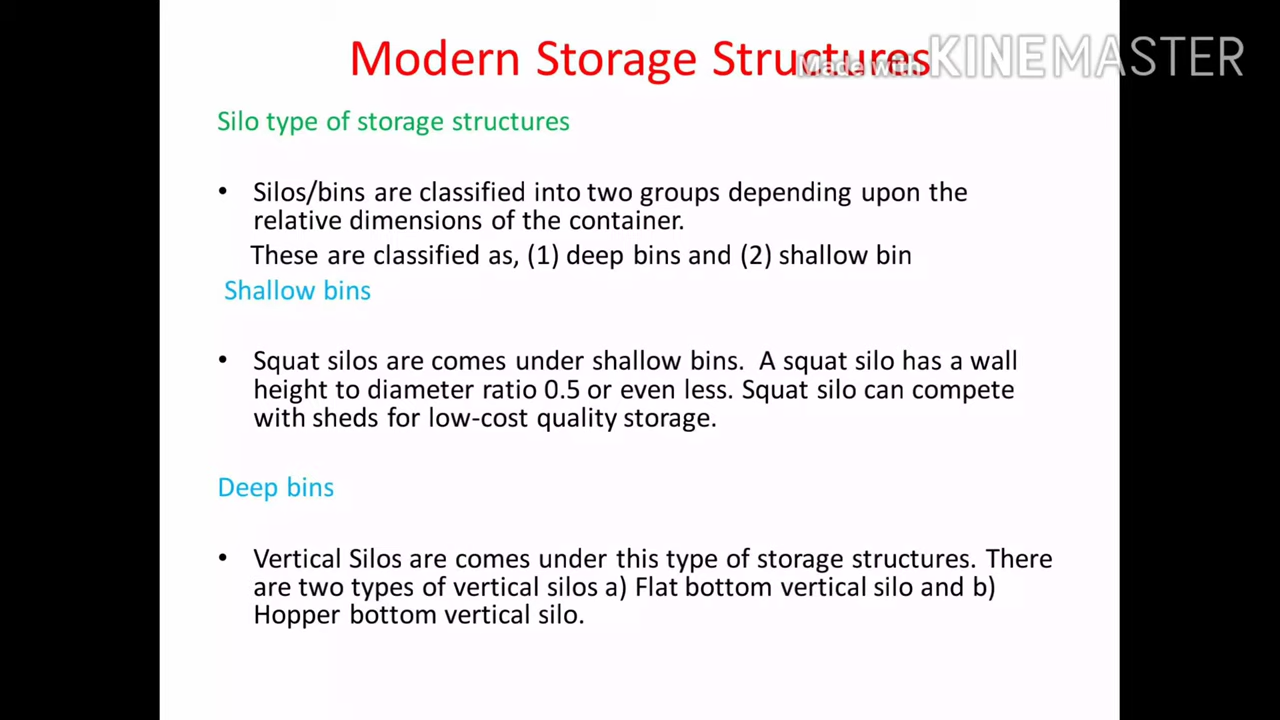 Modern Storage Structures
Made with KINEMASTER
Silo type of storage structures
• Silos/bins are classified into two groups depending upon the
relative dimensions of the container.
These are classified as, (1) deep bins and (2) shallow bin
Shallow bins
• Squat silos are comes under shallow bins. A squat silo has a wall
height to diameter ratio 0.5 or even less. Squat silo can compete
with sheds for low-cost quality storage.
Deep bins
• Vertical Silos are comes under this type of storage structures. There
are two types of vertical silos a) Flat bottom vertical silo and b)
Hopper bottom vertical silo.